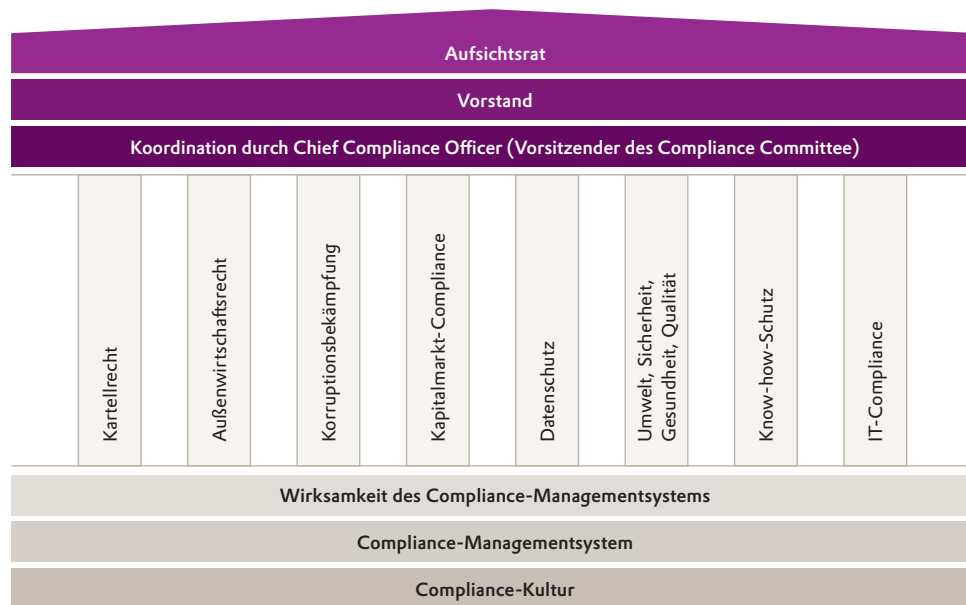 Aufsichtsrat
Vorstand
Koordination durch Chief Compliance Officer (Vorsitzender des Compliance Committee)
Kartellrecht
Außenwirtschaftsrecht
Korruptionsbekämpfung
Kapitalmarkt-Compliance
Datenschutz
Umwelt, Sicherheit,
Gesundheit, Qualität
Know-how-Schutz
IT-Compliance
Wirksamkeit des Compliance-Managementsystems
Compliance-Managementsystem
Compliance-Kultur